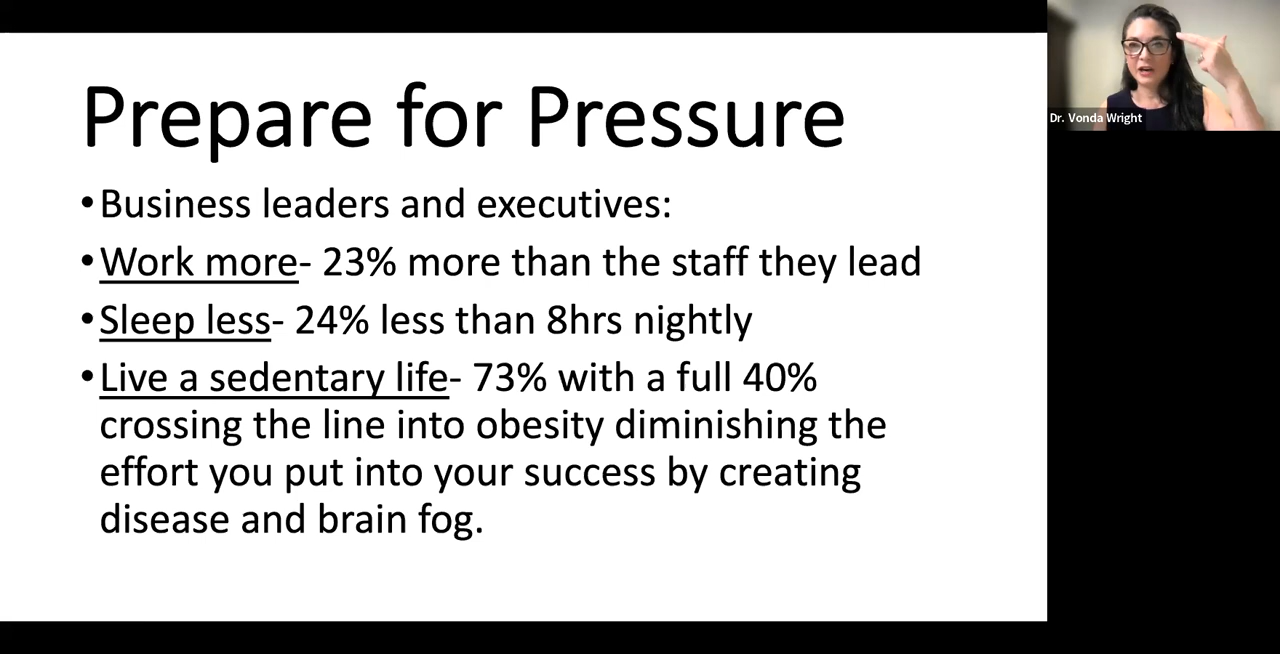 Prepare for Pressure
•Business leaders and executives:
•Work more- 23% more than the staff they lead
•Sleep less- 24% less than 8hrs nightly
•Live a sedentary life- 73% with a full 40%
crossing the line into obesity diminishing the
effort you put into your success by creating
disease and brain fog.
Dr. Vonda Wright